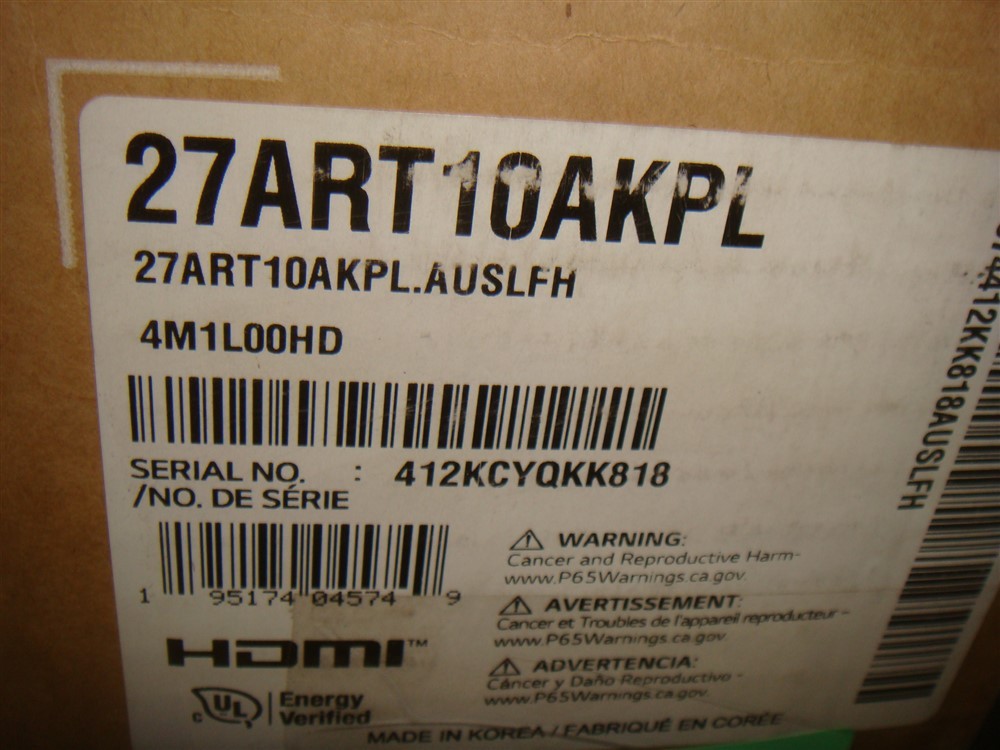 27ART10AKPL
27ART10AKPL.AUSLFH
4M1L00HD
SERIAL NO. : 412KCYQKK818
/NO. DE SÉRIE
1 95174 04574 9
WARNING:
Cancer and Reproductive Harm-
www.P65Warnings.ca.gov.
AVERTISSEMENT:
Cancer et Troubles de l'appareil reproducteur -
www.P65Warnings.ca.gov.
ADVERTENCIA:
Cáncer y Daño Reproductivo -
www.P65Warnings.ca.gov.
HDMI™
c UL Energy
Verified
MADE IN KOREA / FABRIQUÉ EN CORÉE
412KK818AUSLFH